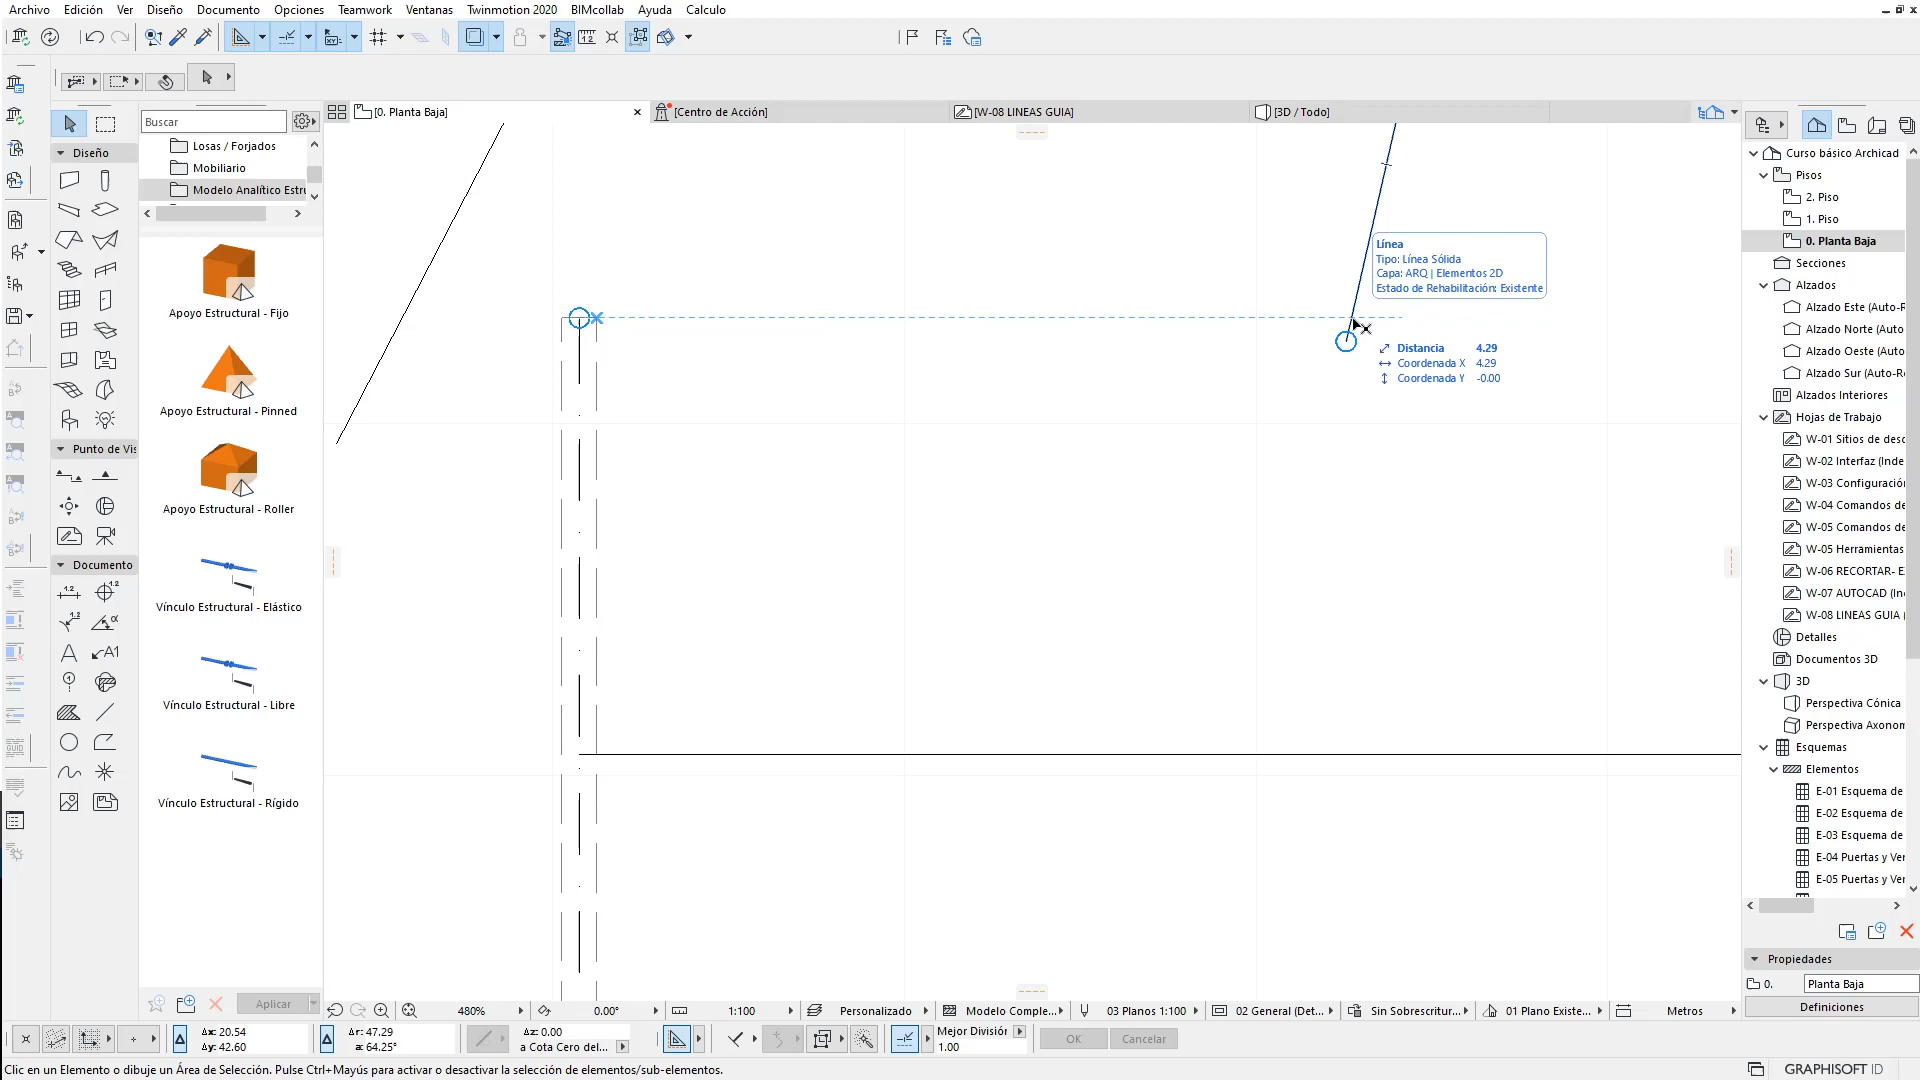 Archivo Edición Ver Diseño Documento Opciones Teamwork Ventanas Twinmotion 2020 BIMcollab Ayuda Calculo
[0. Planta Baja] [Centro de Acción] [W-08 LINEAS GUIA] [3D / Todo]
Buscar
Losas / Forjados
Mobiliario
Modelo Analítico Estru
Apoyo Estructural - Fijo
Apoyo Estructural - Pinned
Apoyo Estructural - Roller
Vínculo Estructural - Elástico
Vínculo Estructural - Libre
Vínculo Estructural - Rígido
Aplicar
Diseño
Punto de Vis
Documento
Línea
Tipo: Línea Sólida
Capa: ARQ | Elementos 2D
Estado de Rehabilitación: Existente
Distancia 4.29
Coordenada X 4.29
Coordenada Y -0.00
Curso básico Archicad
Pisos
2. Piso
1. Piso
0. Planta Baja
Secciones
Alzados
Alzado Este (Auto-R
Alzado Norte (Auto
Alzado Oeste (Auto
Alzado Sur (Auto-Re
Alzados Interiores
Hojas de Trabajo
W-01 Sitios de desc
W-02 Interfaz (Inde
W-03 Configuración
W-04 Comandos de
W-05 Comandos de
W-05 Herramientas
W-06 RECORTAR- E
W-07 AUTOCAD (In
W-08 LINEAS GUIA (
Detalles
Documentos 3D
3D
Perspectiva Cónica
Perspectiva Axonom
Esquemas
Elementos
E-01 Esquema de
E-02 Esquema de
E-03 Esquema de
E-04 Puertas y Ver
E-05 Puertas y Ver
Propiedades
0. Planta Baja
Definiciones
480% 0.00° 1:100 Personalizado Modelo Comple... 03 Planos 1:100 02 General (Det... Sin Sobrescritur... 01 Plano Existe... Metros
Δx: 20.54
Δy: 42.60
Δr: 47.29
a: 64.25°
Δz: 0.00
a Cota Cero del...
Mejor División
1.00
OK Cancelar
Clic en un Elemento o dibuje un Área de Selección. Pulse Ctrl+Mayús para activar o desactivar la selección de elementos/sub-elementos.
GRAPHISOFT ID